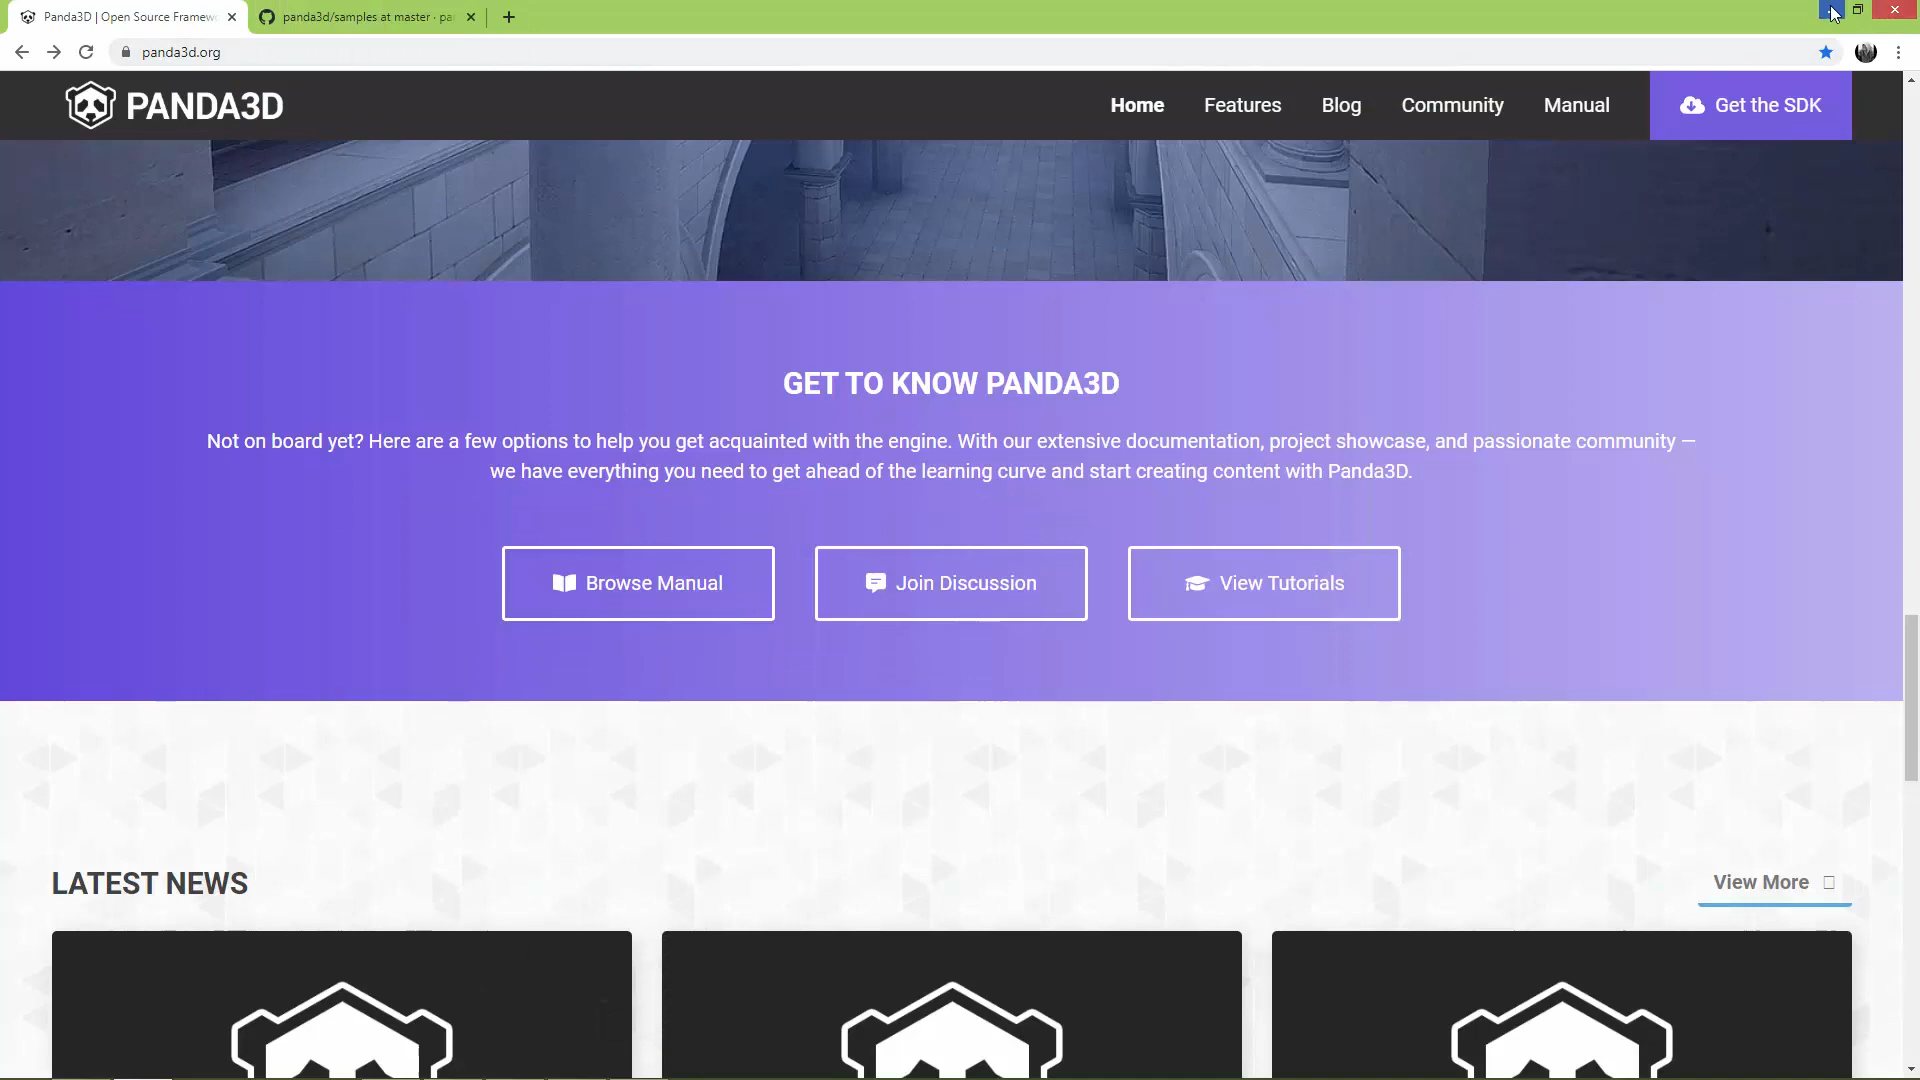 Panda3D | Open Source Framew
panda3d/samples at master · pa
panda3d.org
PANDA3D
Home
Features
Blog
Community
Manual
Get the SDK
GET TO KNOW PANDA3D
Not on board yet? Here are a few options to help you get acquainted with the engine. With our extensive documentation, project showcase, and passionate community —
we have everything you need to get ahead of the learning curve and start creating content with Panda3D.
Browse Manual
Join Discussion
View Tutorials
LATEST NEWS
View More